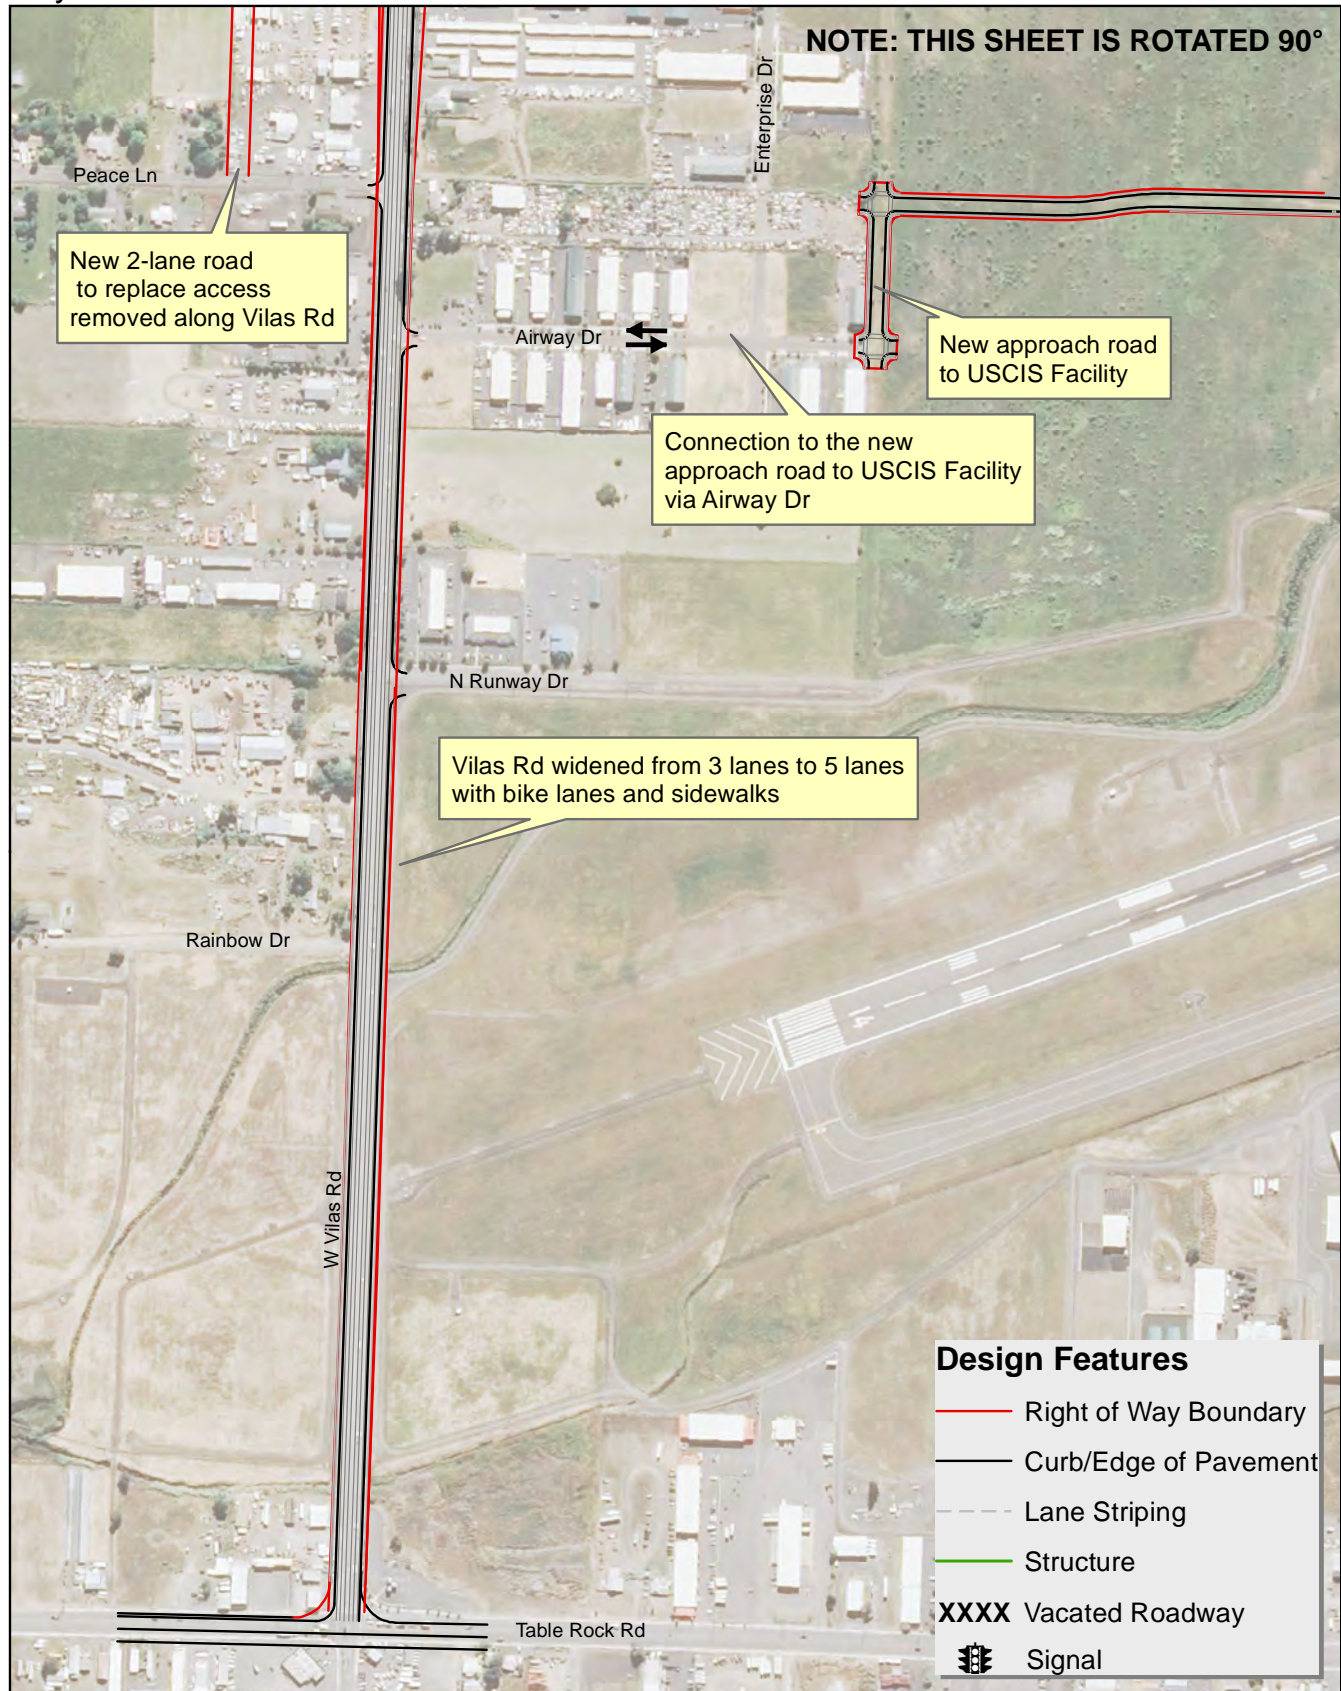 NOTE: THIS SHEET IS ROTATED 90°
Enterprise Dr
Peace Ln
New 2-lane road
to replace access
removed along Vilas Rd
Airway Dr
New approach road
to USCIS Facility
Connection to the new
approach road to USCIS Facility
via Airway Dr
N Runway Dr
Vilas Rd widened from 3 lanes to 5 lanes
with bike lanes and sidewalks
Rainbow Dr
14
W Vilas Rd
Design Features
Right of Way Boundary
Curb/Edge of Pavement
Lane Striping
Structure
XXXX Vacated Roadway
Signal
Table Rock Rd